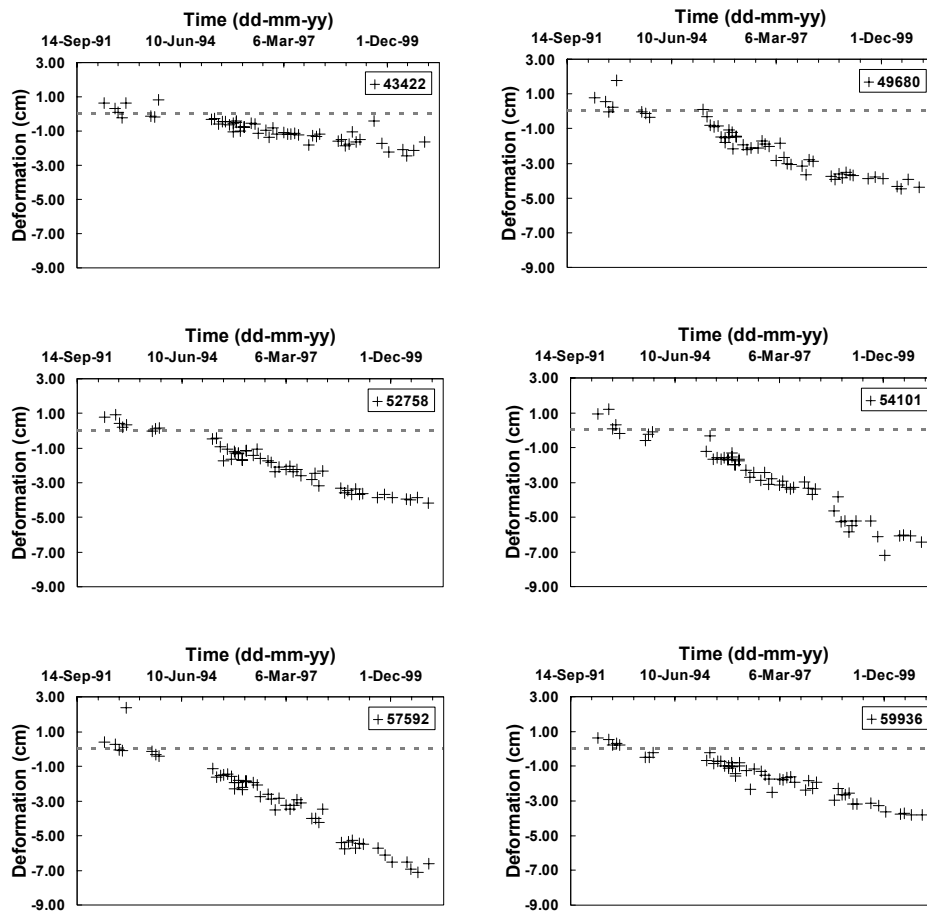 Time (dd-mm-yy)
14-Sep-91 10-Jun-94 6-Mar-97 1-Dec-99
3.00
1.00
-1.00
-3.00
-5.00
-7.00
-9.00
Deformation (cm)
43422
Time (dd-mm-yy)
14-Sep-91 10-Jun-94 6-Mar-97 1-Dec-99
3.00
1.00
-1.00
-3.00
-5.00
-7.00
-9.00
Deformation (cm)
49680
Time (dd-mm-yy)
14-Sep-91 10-Jun-94 6-Mar-97 1-Dec-99
3.00
1.00
-1.00
-3.00
-5.00
-7.00
-9.00
Deformation (cm)
52758
Time (dd-mm-yy)
14-Sep-91 10-Jun-94 6-Mar-97 1-Dec-99
3.00
1.00
-1.00
-3.00
-5.00
-7.00
-9.00
Deformation (cm)
54101
Time (dd-mm-yy)
14-Sep-91 10-Jun-94 6-Mar-97 1-Dec-99
3.00
1.00
-1.00
-3.00
-5.00
-7.00
-9.00
Deformation (cm)
57592
Time (dd-mm-yy)
14-Sep-91 10-Jun-94 6-Mar-97 1-Dec-99
3.00
1.00
-1.00
-3.00
-5.00
-7.00
-9.00
Deformation (cm)
59936